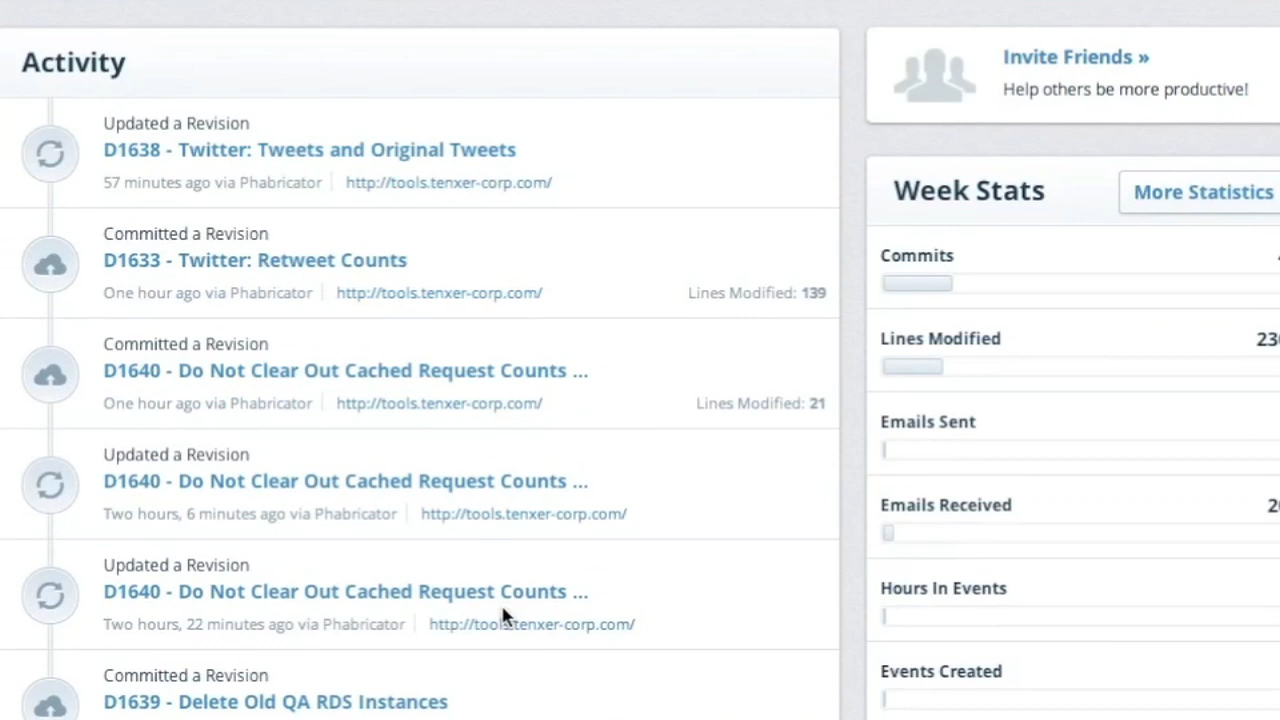 Activity
Updated a Revision
D1638 - Twitter: Tweets and Original Tweets
57 minutes ago via Phabricator http://tools.tenxer-corp.com/
Committed a Revision
D1633 - Twitter: Retweet Counts
One hour ago via Phabricator http://tools.tenxer-corp.com/ Lines Modified: 139
Committed a Revision
D1640 - Do Not Clear Out Cached Request Counts ...
One hour ago via Phabricator http://tools.tenxer-corp.com/ Lines Modified: 21
Updated a Revision
D1640 - Do Not Clear Out Cached Request Counts ...
Two hours, 6 minutes ago via Phabricator http://tools.tenxer-corp.com/
Updated a Revision
D1640 - Do Not Clear Out Cached Request Counts ...
Two hours, 22 minutes ago via Phabricator http://tools.tenxer-corp.com/
Committed a Revision
D1639 - Delete Old QA RDS Instances
Invite Friends »
Help others be more productive!
Week Stats More Statistics
Commits
Lines Modified
Emails Sent
Emails Received
Hours In Events
Events Created